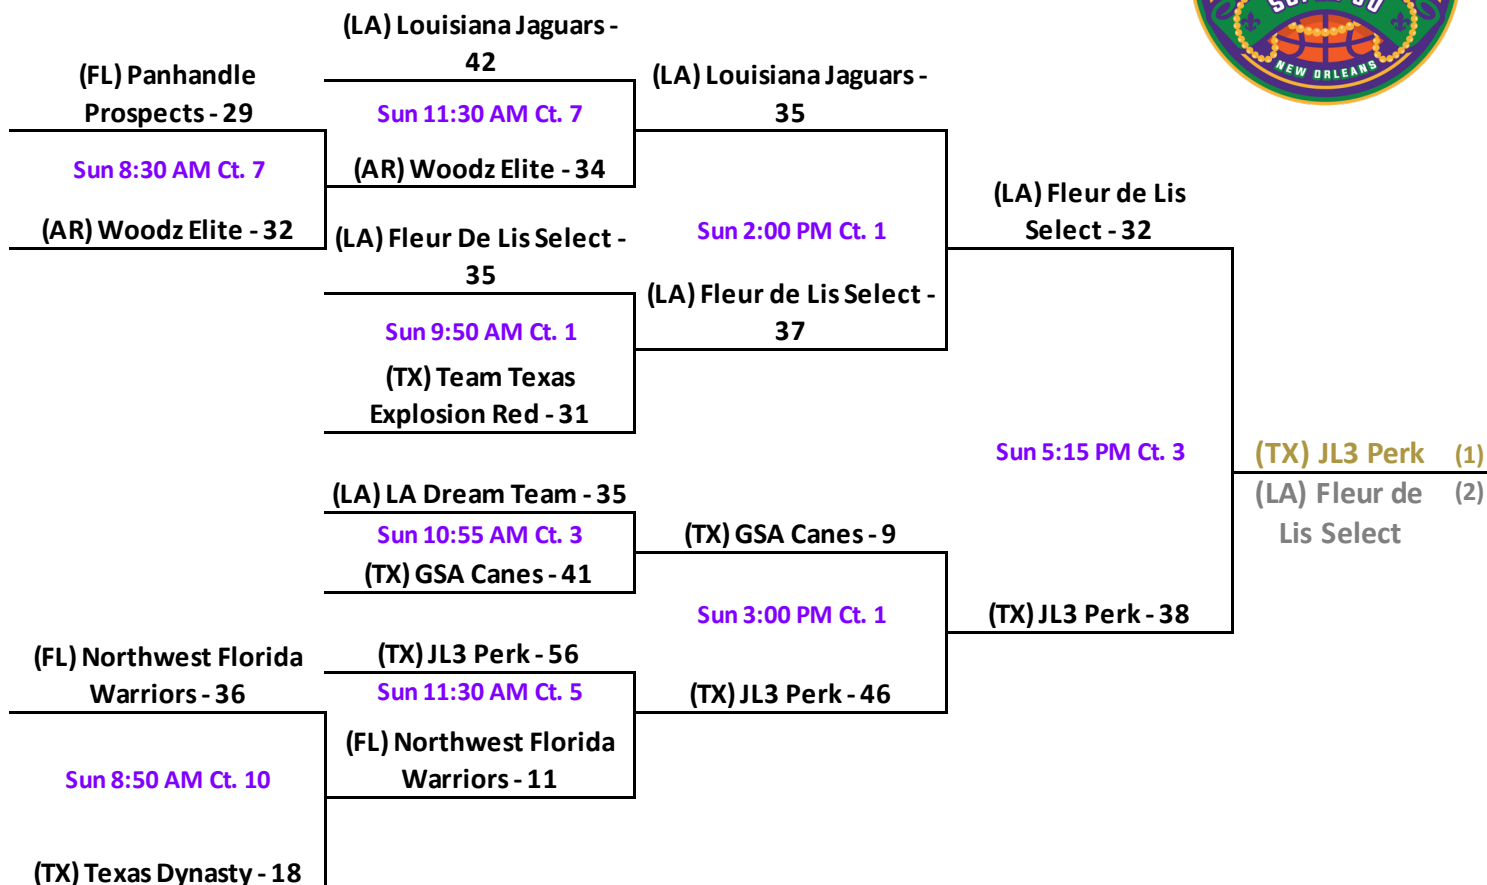 NEW ORLEANS
(LA) Louisiana Jaguars -
42
(FL) Panhandle
Prospects - 29
Sun 11:30 AM Ct. 7
(LA) Louisiana Jaguars -
35
Sun 8:30 AM Ct. 7
(AR) Woodz Elite - 34
(AR) Woodz Elite - 32
(LA) Fleur De Lis Select -
35
Sun 2:00 PM Ct. 1
(LA) Fleur de Lis
Select - 32
(LA) Fleur de Lis Select -
37
Sun 9:50 AM Ct. 1
(TX) Team Texas
Explosion Red - 31
Sun 5:15 PM Ct. 3
(TX) JL3 Perk (1)
(LA) Fleur de (2)
Lis Select
(LA) LA Dream Team - 35
Sun 10:55 AM Ct. 3
(TX) GSA Canes - 9
(TX) GSA Canes - 41
Sun 3:00 PM Ct. 1
(TX) JL3 Perk - 38
(FL) Northwest Florida
Warriors - 36
(TX) JL3 Perk - 56
Sun 11:30 AM Ct. 5
(TX) JL3 Perk - 46
(FL) Northwest Florida
Warriors - 11
Sun 8:50 AM Ct. 10
(TX) Texas Dynasty - 18